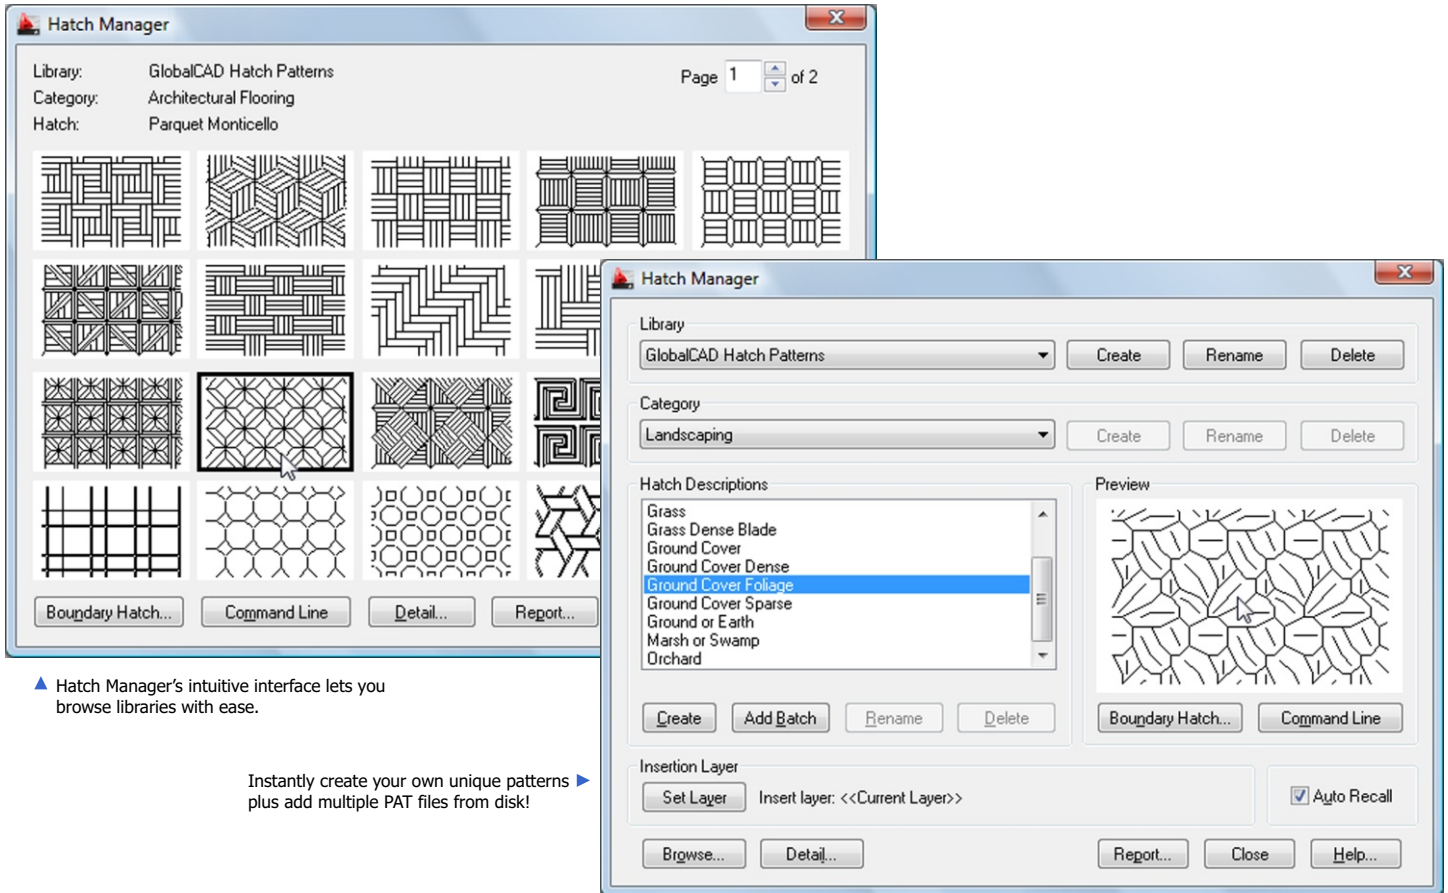 Hatch Manager
Library: GlobalCAD Hatch Patterns
Page 1 of 2
Category: Architectural Flooring
Hatch: Parquet Monticello
Boundary Hatch...
Command Line
Detail...
Report...
Hatch Manager's intuitive interface lets you
browse libraries with ease.
Instantly create your own unique patterns
plus add multiple PAT files from disk!
Hatch Manager
Library
GlobalCAD Hatch Patterns
Create
Rename
Delete
Category
Landscaping
Create
Rename
Delete
Hatch Descriptions
Grass
Grass Dense Blade
Ground Cover
Ground Cover Dense
Ground Cover Foliage
Ground Cover Sparse
Ground or Earth
Marsh or Swamp
Orchard
Create
Add Batch
Rename
Delete
Preview
Boundary Hatch...
Command Line
Insertion Layer
Set Layer
Insert layer: <<Current Layer>>
Auto Recall
Browse...
Detail...
Report...
Close
Help...